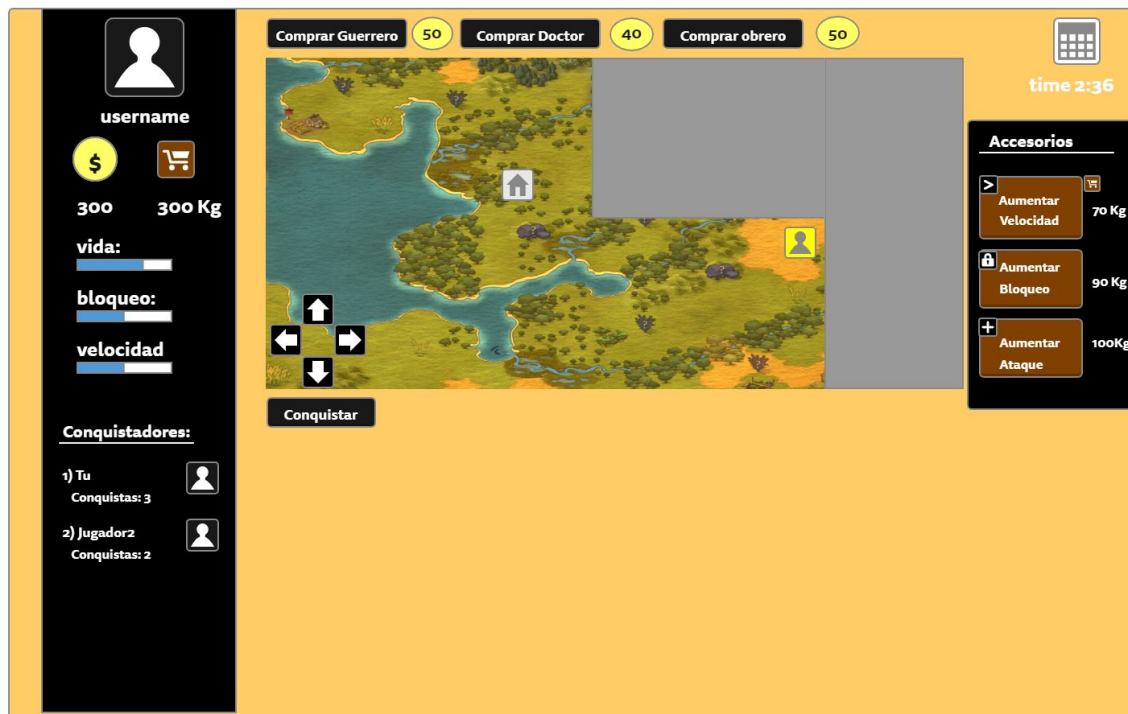 Comprar Guerrero 50 Comprar Doctor 40 Comprar obrero 50
time 2:36
username
$
300 300 Kg
vida:
bloqueo:
velocidad
Conquistadores:
1) Tu
Conquistas: 3
2) Jugador2
Conquistas: 2
Conquistar
Accesorios
Aumentar
Velocidad
70 Kg
Aumentar
Bloqueo
90 Kg
Aumentar
Ataque
100Kg